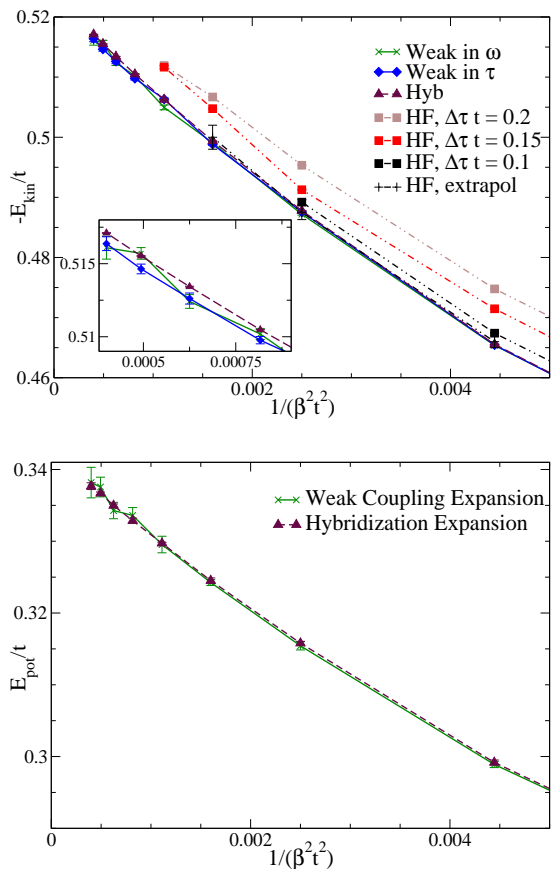 0.52
0.5
0.48
0.46
-E_kin/t
Weak in ω
Weak in τ
Hyb
HF, Δτ t = 0.2
HF, Δτ t = 0.15
HF, Δτ t = 0.1
HF, extrapol
0.515
0.51
0.0005 0.00075
0 0.002 0.004
1/(β²t²)
0.34
0.32
0.3
E_pot/t
Weak Coupling Expansion
Hybridization Expansion
0 0.002 0.004
1/(β²t²)